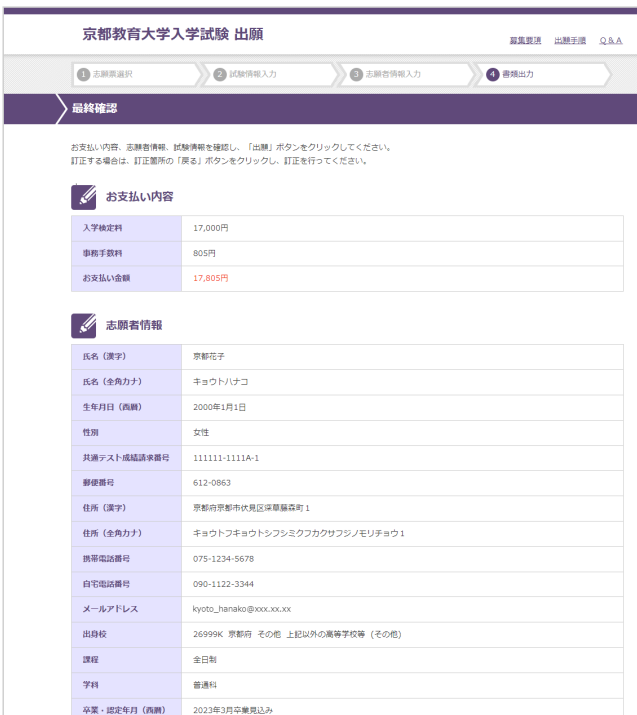 京都教育大学入学試験 出願
募集要項 出願手順 Q&A
1 志願票選択 2 試験情報入力 3 志願者情報入力 4 書類出力
最終確認
お支払い内容、志願者情報、試験情報を確認し、「出願」ボタンをクリックしてください。
訂正する場合は、訂正箇所の「戻る」ボタンをクリックし、訂正を行ってください。
お支払い内容
入学検定料 17,000円
事務手数料 805円
お支払い金額 17,805円
志願者情報
氏名（漢字） 京都花子
氏名（全角カナ） キョウトハナコ
生年月日（西暦） 2000年1月1日
性別 女性
共通テスト成績請求番号 111111-1111A-1
郵便番号 612-0863
住所（漢字） 京都府京都市伏見区深草藤森町１
住所（全角カナ） キョウトフキョウトシフシミクフカクサフジノモリチョウ１
携帯電話番号 075-1234-5678
自宅電話番号 090-1122-3344
メールアドレス kyoto_hanako@xxx.xx.xx
出身校 26999K 京都府 その他 上記以外の高等学校等 (その他)
課程 全日制
学科 普通科
卒業・認定年月（西暦） 2023年3月卒業見込み